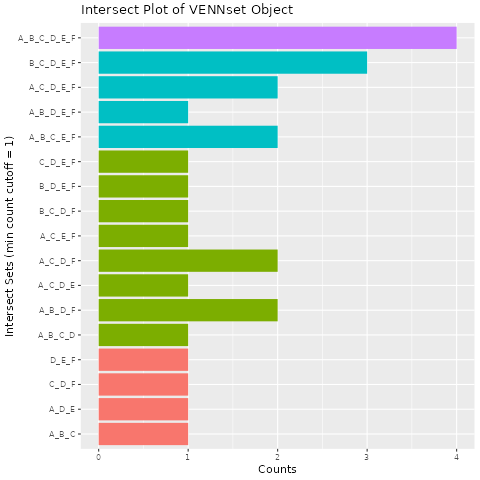 Intersect Plot of VENNset Object
Intersect Sets (min count cutoff = 1)
A_B_C_D_E_F
B_C_D_E_F
A_C_D_E_F
A_B_D_E_F
A_B_C_E_F
C_D_E_F
B_D_E_F
B_C_D_F
A_C_E_F
A_C_D_F
A_C_D_E
A_B_D_F
A_B_C_D
D_E_F
C_D_F
A_D_E
A_B_C
0 1 2 3 4
Counts